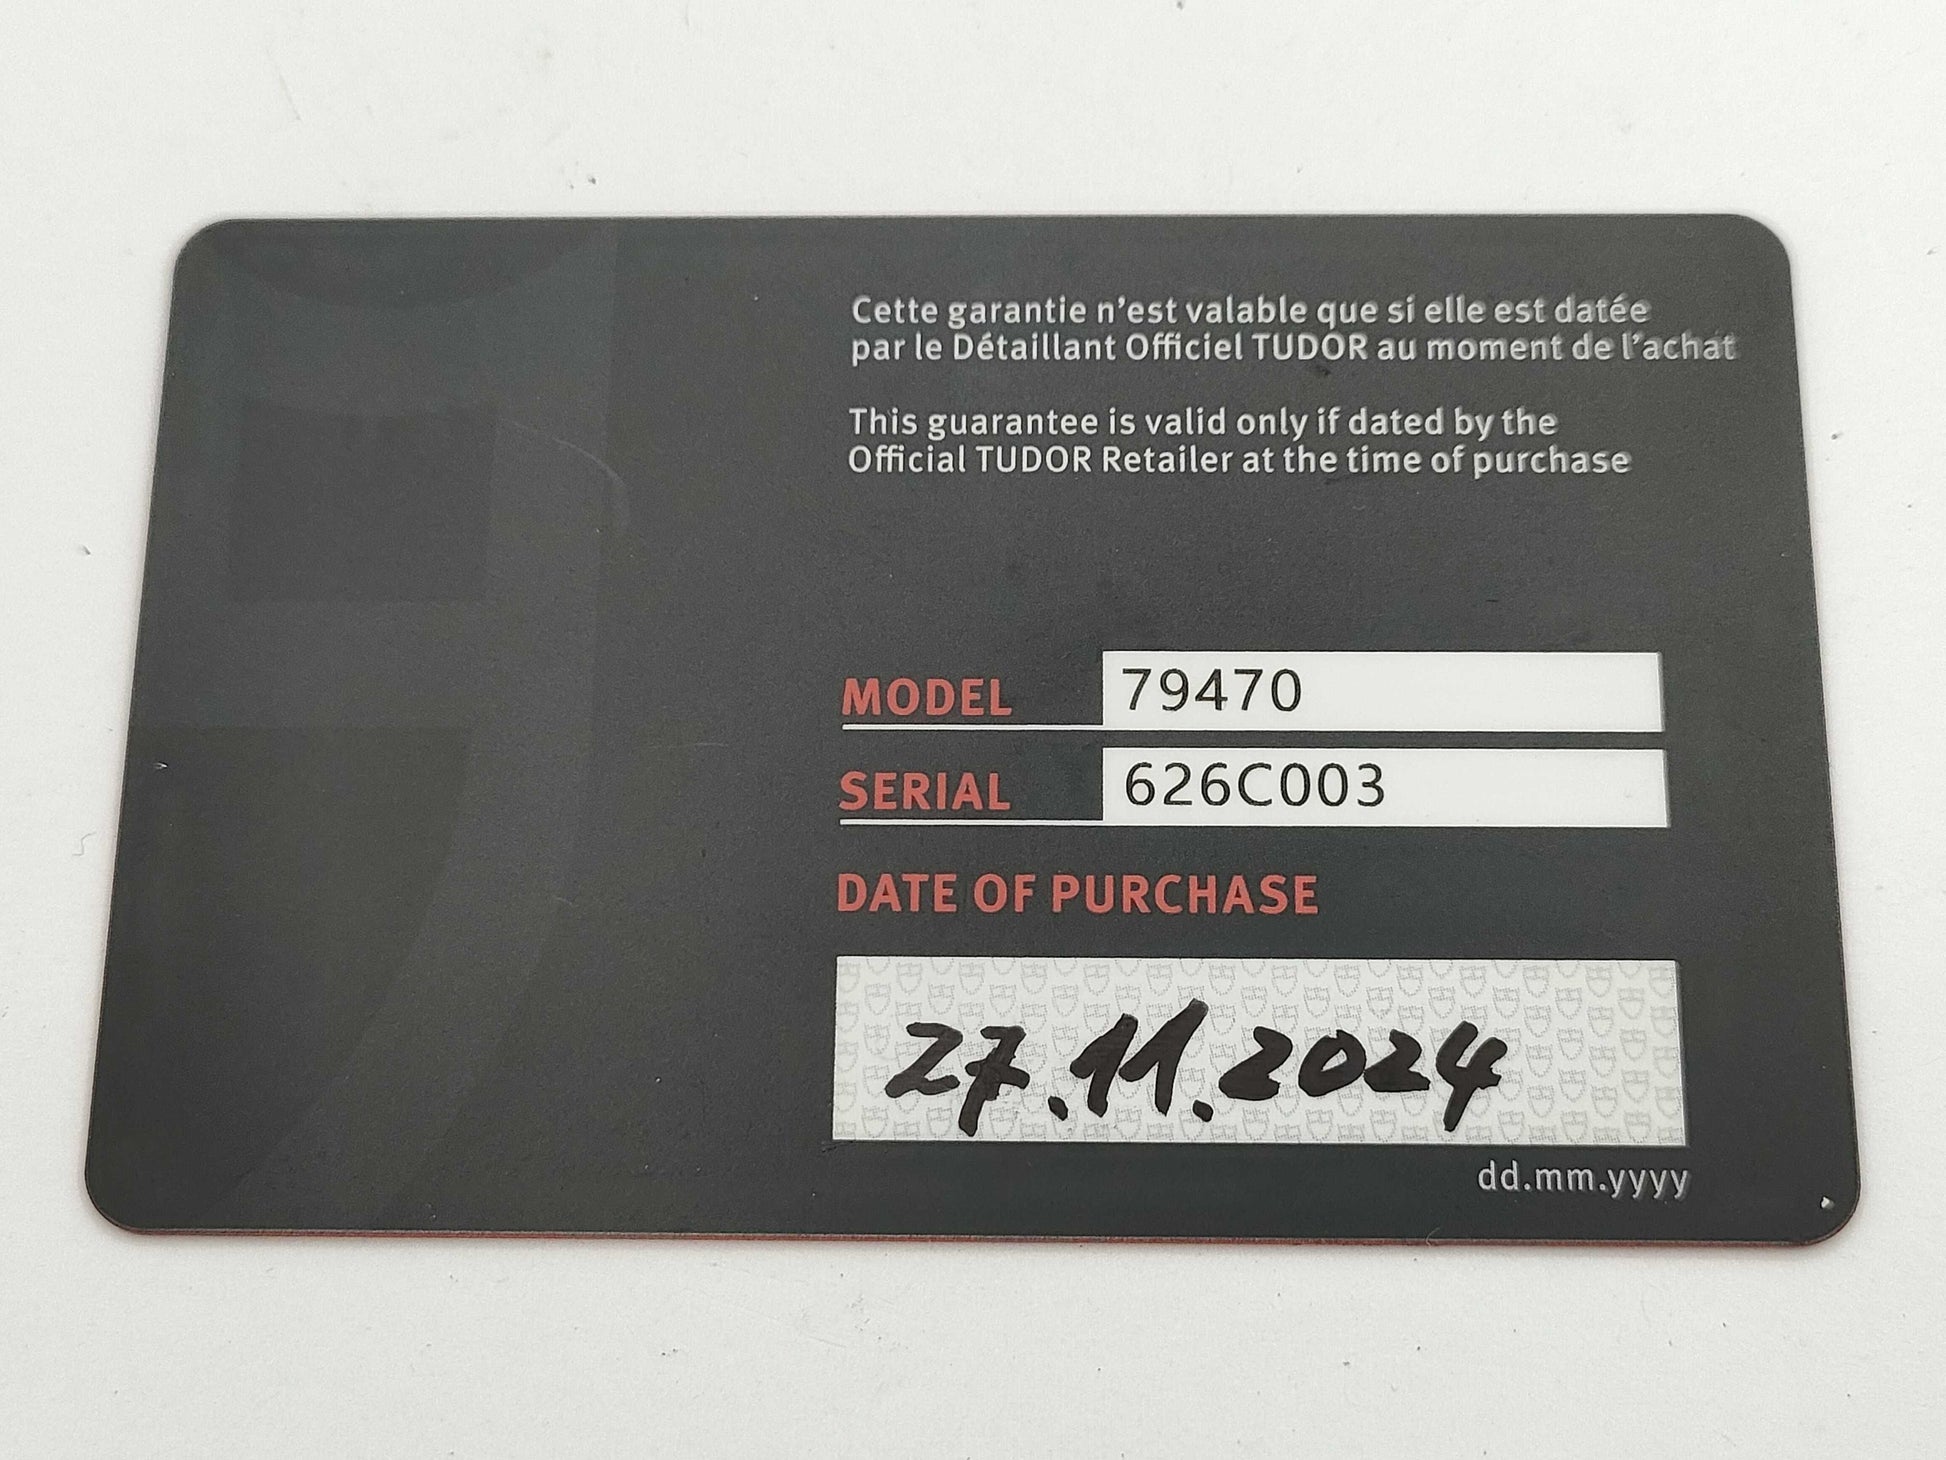 Cette garantie n'est valable que si elle est datée
par le Détaillant Officiel TUDOR au moment de l'achat
This guarantee is valid only if dated by the
Official TUDOR Retailer at the time of purchase
MODEL 79470
SERIAL 626C003
DATE OF PURCHASE
27.11.2024
dd.mm.yyyy